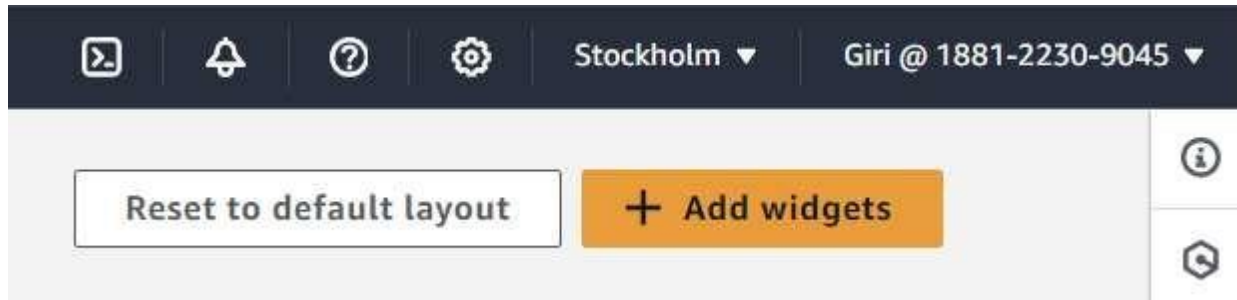 Stockholm ▼ Giri @ 1881-2230-9045 ▼
Reset to default layout + Add widgets